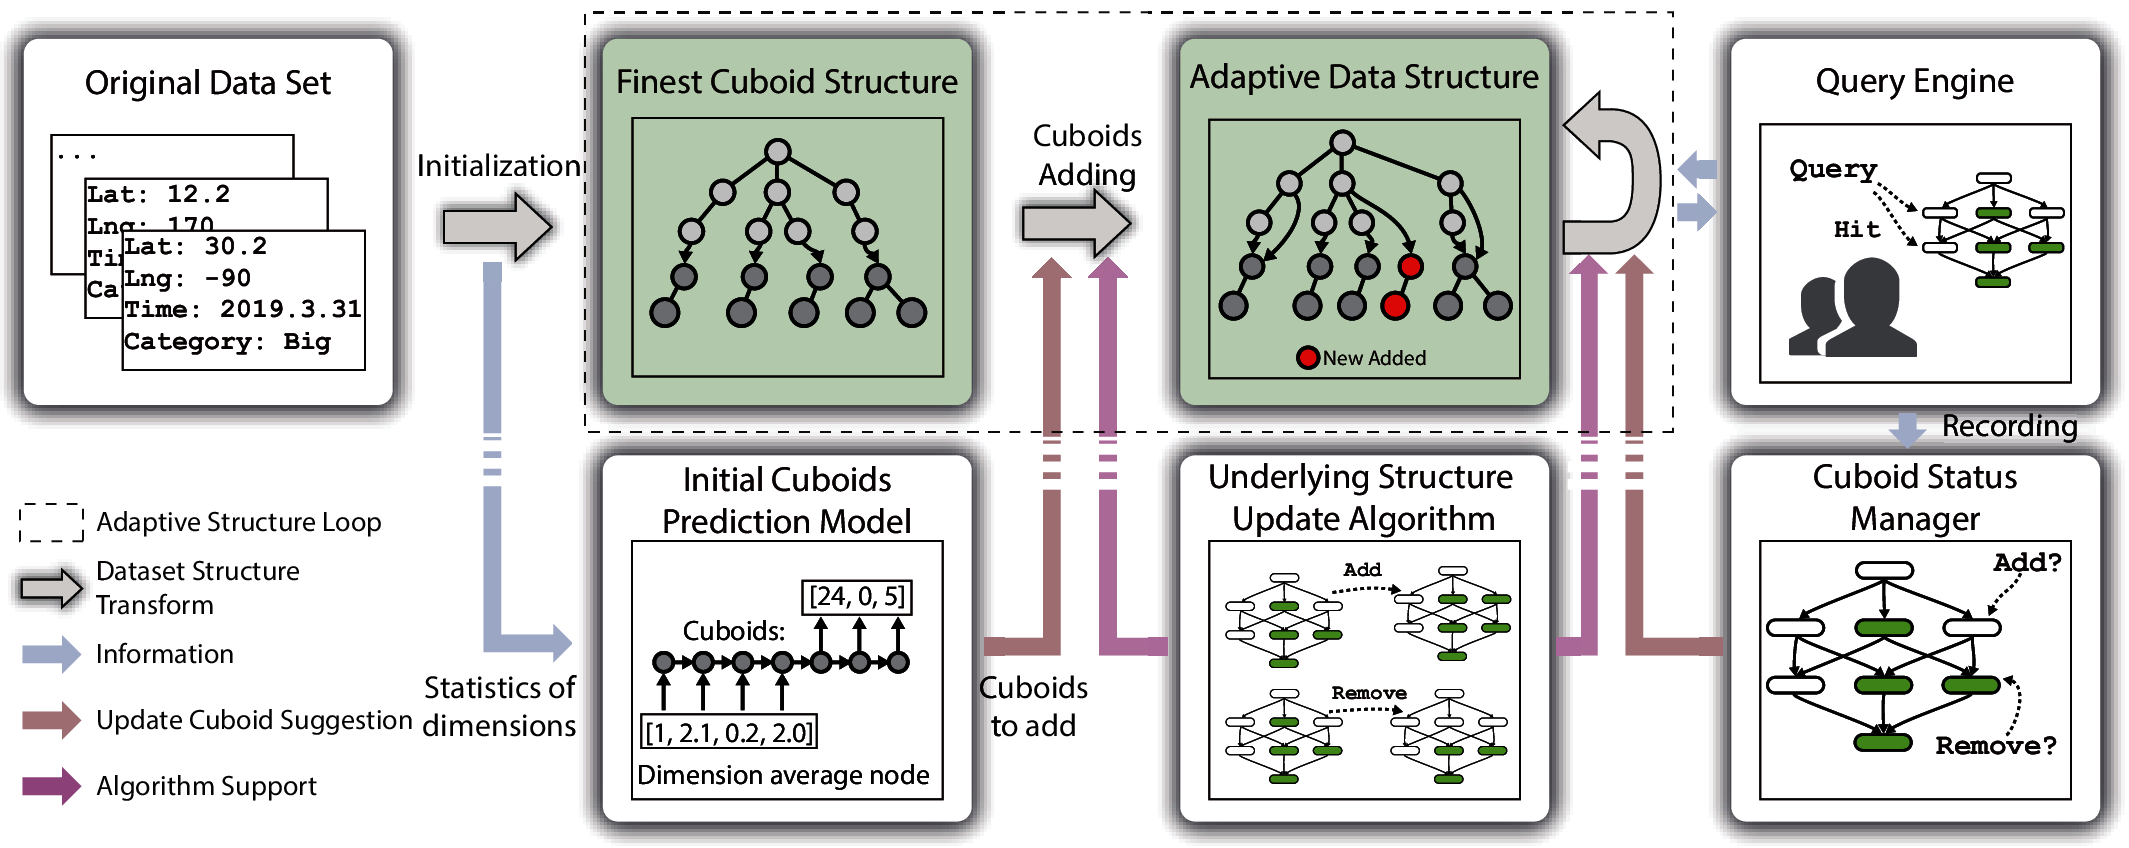 Original Data Set
...
Lat: 12.2
Lng: 170
Lat: 30.2
Lng: -90
Time: 2019.3.31
Category: Big
Initialization
Finest Cuboid Structure
Cuboids
Adding
Adaptive Data Structure
New Added
Query Engine
Query
Hit
Recording
Adaptive Structure Loop
Dataset Structure
Transform
Information
Update Cuboid Suggestion
Algorithm Support
Statistics of
dimensions
Initial Cuboids
Prediction Model
[24, 0, 5]
Cuboids:
[1, 2.1, 0.2, 2.0]
Dimension average node
Cuboids
to add
Underlying Structure
Update Algorithm
Add
Remove
Cuboid Status
Manager
Add?
Remove?